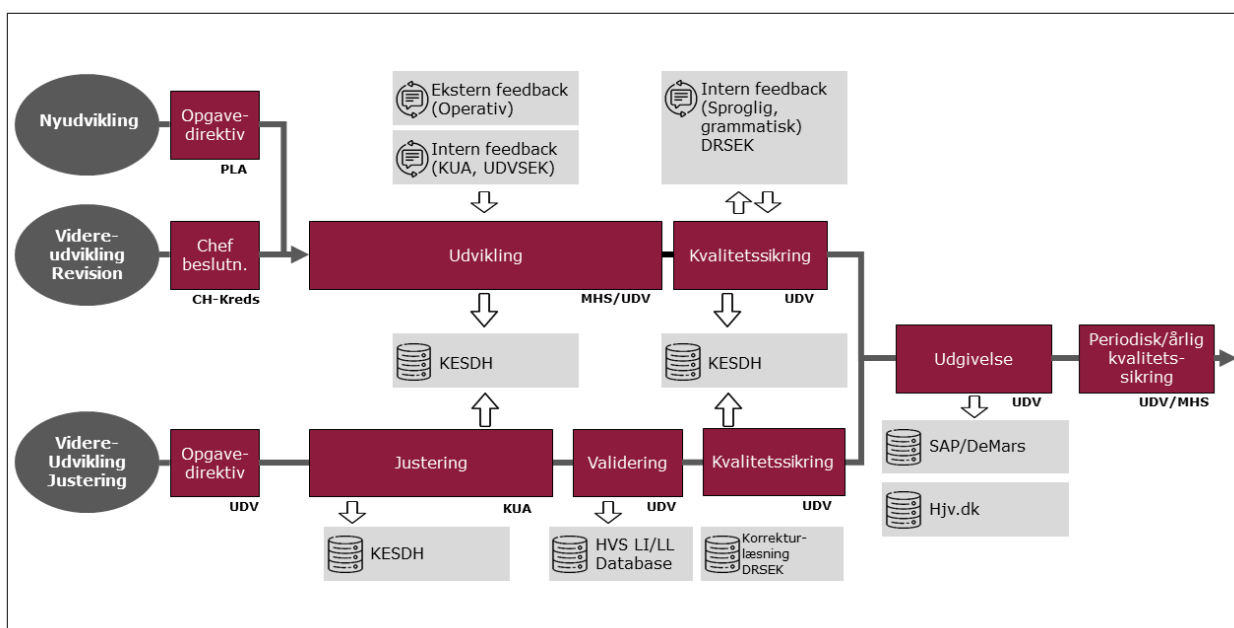 Nyudvikling
Opgave-
direktiv
PLA
Ekstern feedback
(Operativ)
Intern feedback
(KUA, UDVSEK)
Intern feedback
(Sproglig,
grammatisk)
DRSEK
Videre-
udvikling
Revision
Chef
beslutn.
CH-Kreds
Udvikling
MHS/UDV
Kvalitetssikring
UDV
KESDH
KESDH
Udgivelse
UDV
Periodisk/årlig
kvalitets-
sikring
UDV/MHS
Videre-
Udvikling
Justering
Opgave-
direktiv
UDV
Justering
KUA
Validering
UDV
Kvalitetssikring
UDV
SAP/DeMars
Hjv.dk
KESDH
HVS LI/LL
Database
Korrektur-
læsning
DRSEK